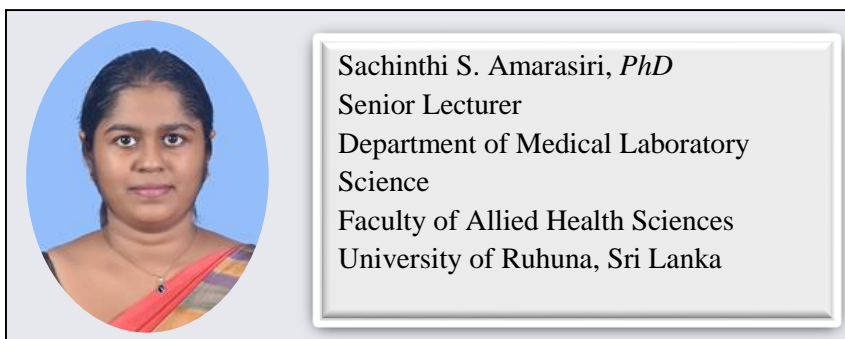 Sachinthi S. Amarasiri, PhD
Senior Lecturer
Department of Medical Laboratory
Science
Faculty of Allied Health Sciences
University of Ruhuna, Sri Lanka